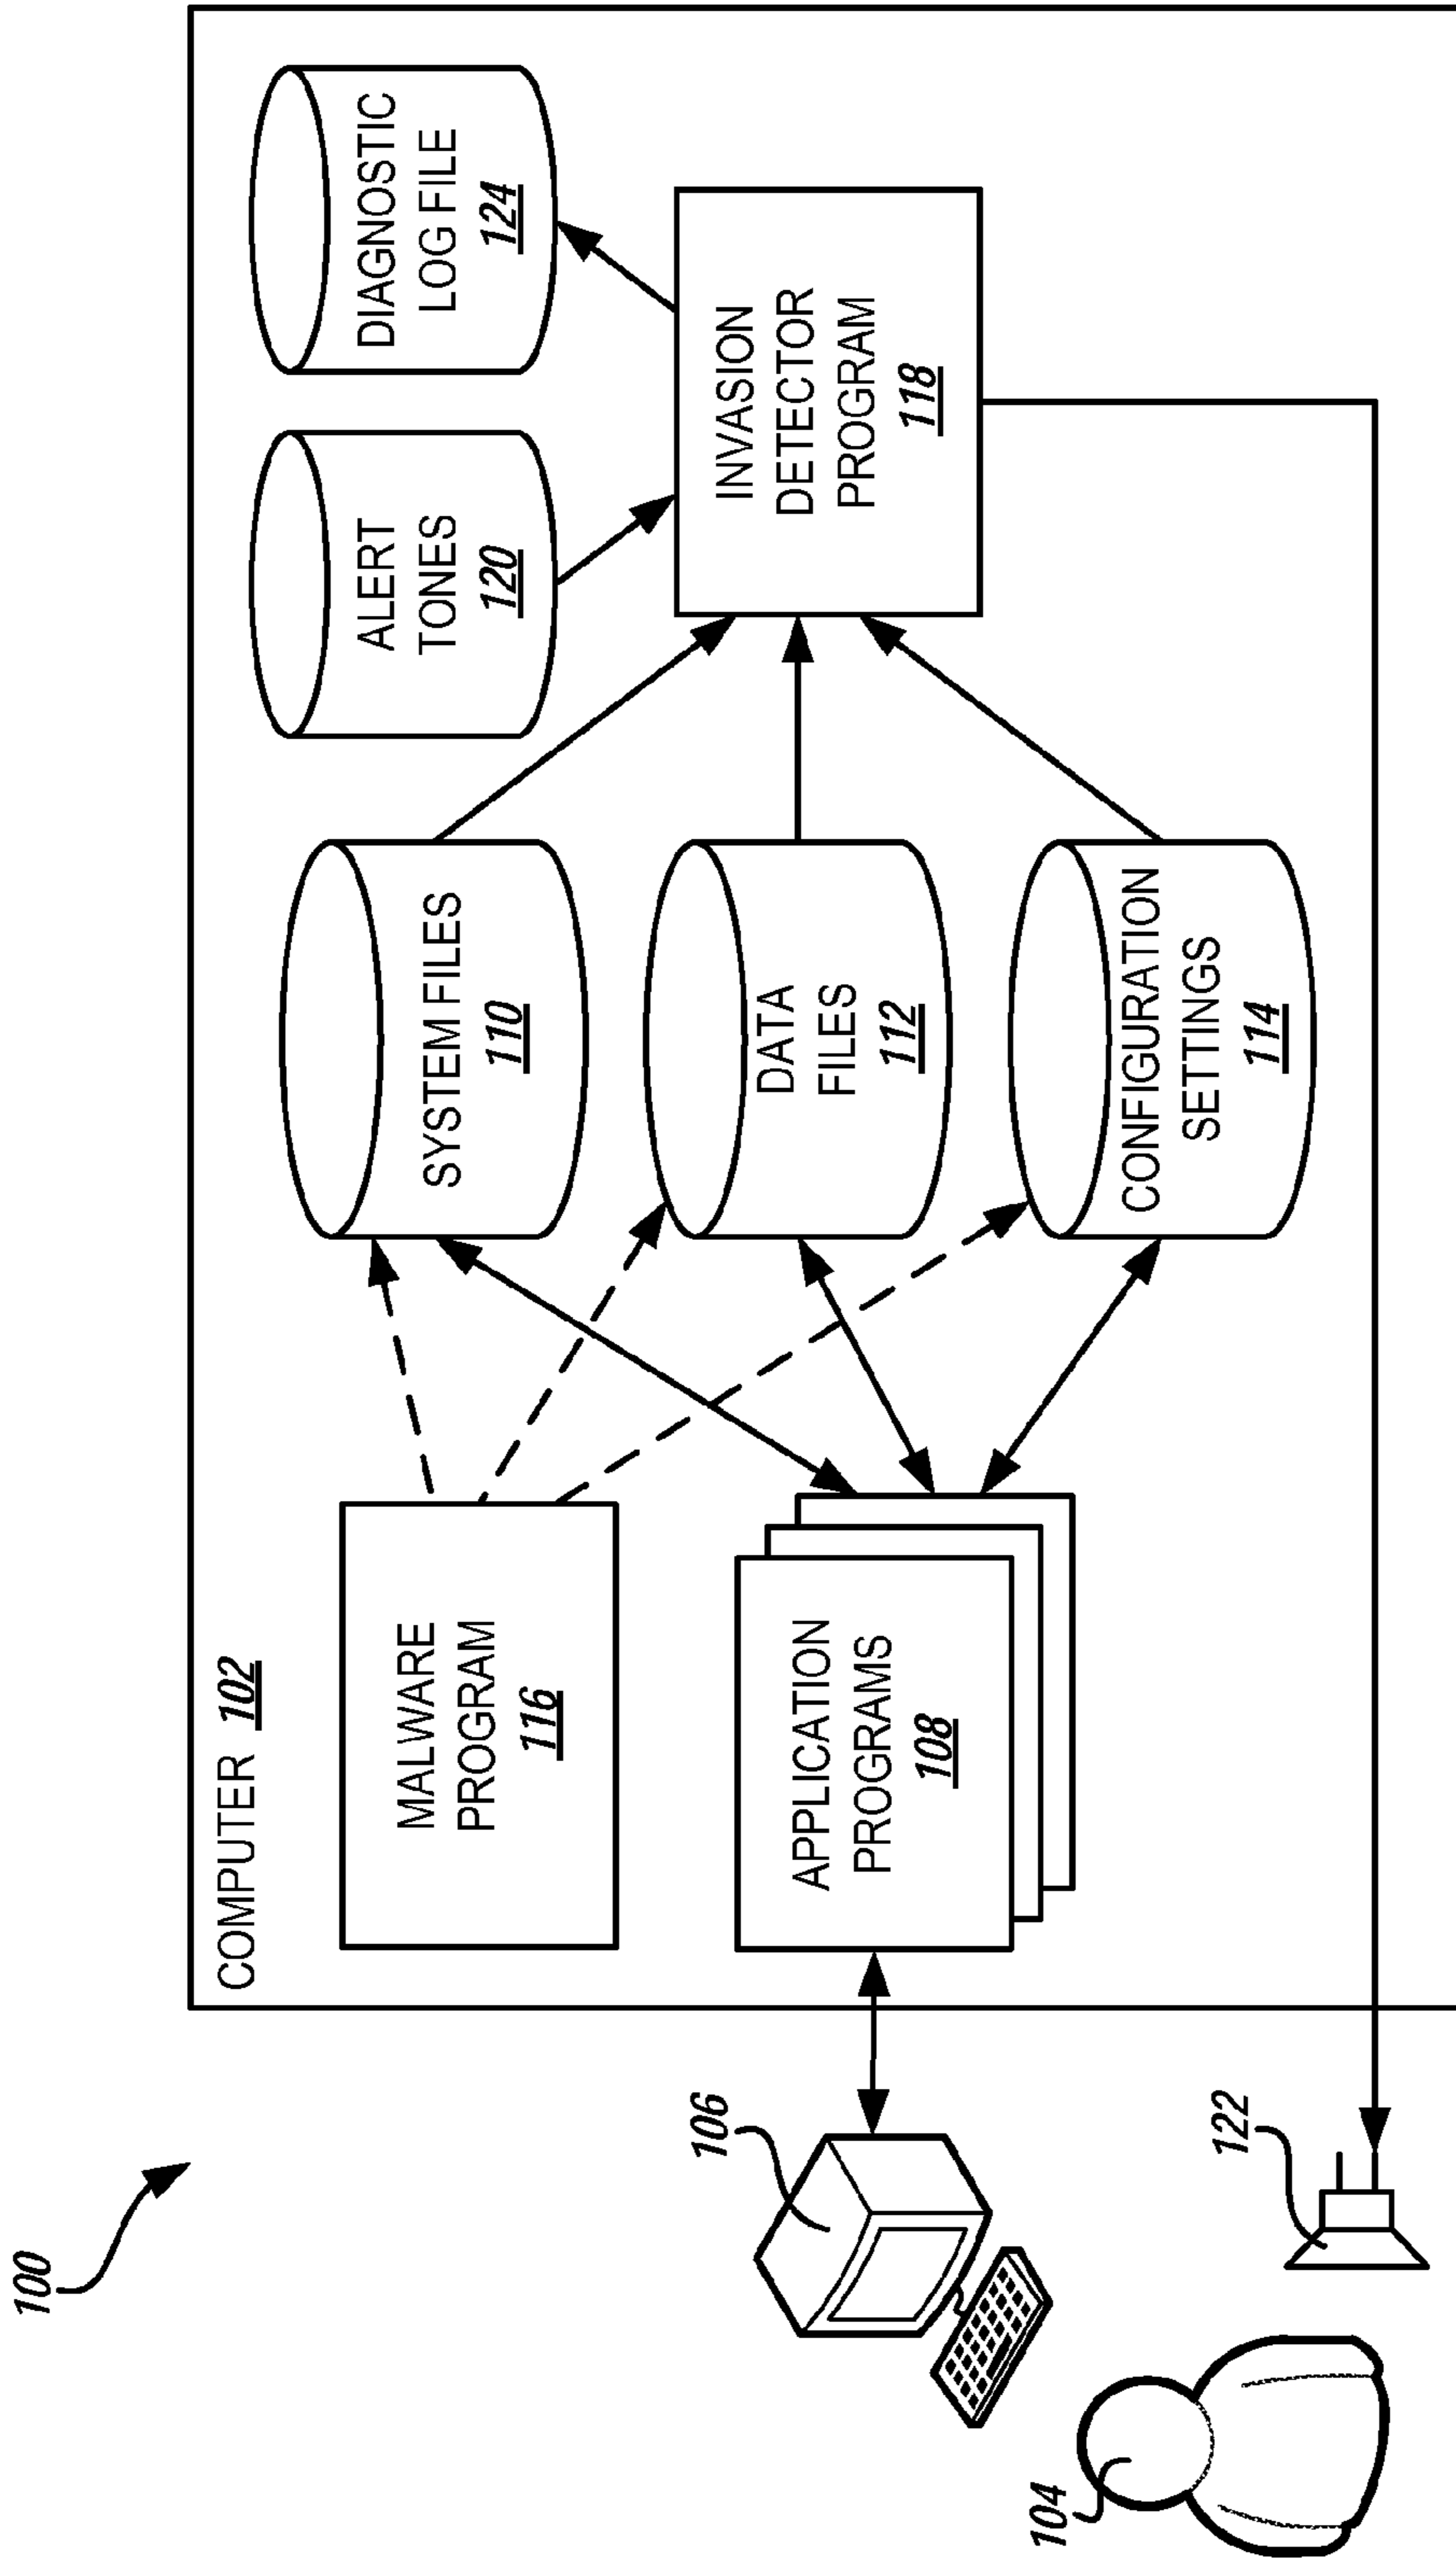 100
COMPUTER 102
MALWARE
PROGRAM
116
SYSTEM FILES
110
ALERT
TONES
120
DIAGNOSTIC
LOG FILE
124
106
APPLICATION
PROGRAMS
108
DATA
FILES
112
INVASION
DETECTOR
PROGRAM
118
104
122
CONFIGURATION
SETTINGS
114